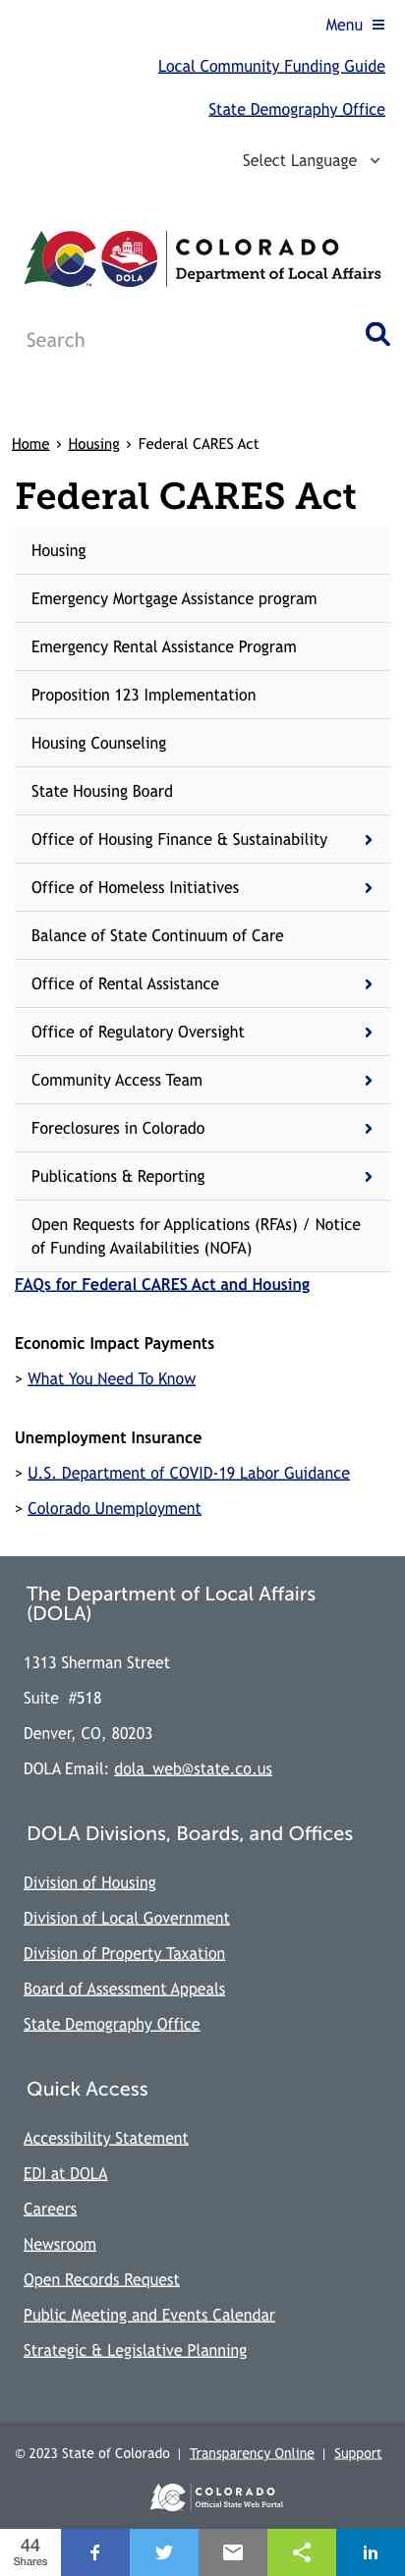 Menu
Local Community Funding Guide
State Demography Office
Select Language
DOLA
TM
COLORADO
Department of Local Affairs
Search
Home › Housing › Federal CARES Act
Federal CARES Act
Housing
Emergency Mortgage Assistance program
Emergency Rental Assistance Program
Proposition 123 Implementation
Housing Counseling
State Housing Board
Office of Housing Finance & Sustainability
Office of Homeless Initiatives
Balance of State Continuum of Care
Office of Rental Assistance
Office of Regulatory Oversight
Community Access Team
Foreclosures in Colorado
Publications & Reporting
Open Requests for Applications (RFAs) / Notice
of Funding Availabilities (NOFA)
FAQs for Federal CARES Act and Housing
Economic Impact Payments
> What You Need To Know
Unemployment Insurance
> U.S. Department of COVID-19 Labor Guidance
> Colorado Unemployment
The Department of Local Affairs
(DOLA)
1313 Sherman Street
Suite #518
Denver, CO, 80203
DOLA Email: dola_web@state.co.us
DOLA Divisions, Boards, and Offices
Division of Housing
Division of Local Government
Division of Property Taxation
Board of Assessment Appeals
State Demography Office
Quick Access
Accessibility Statement
EDI at DOLA
Careers
Newsroom
Open Records Request
Public Meeting and Events Calendar
Strategic & Legislative Planning
© 2023 State of Colorado | Transparency Online | Support
COLORADO
Official State Web Portal
44
Shares